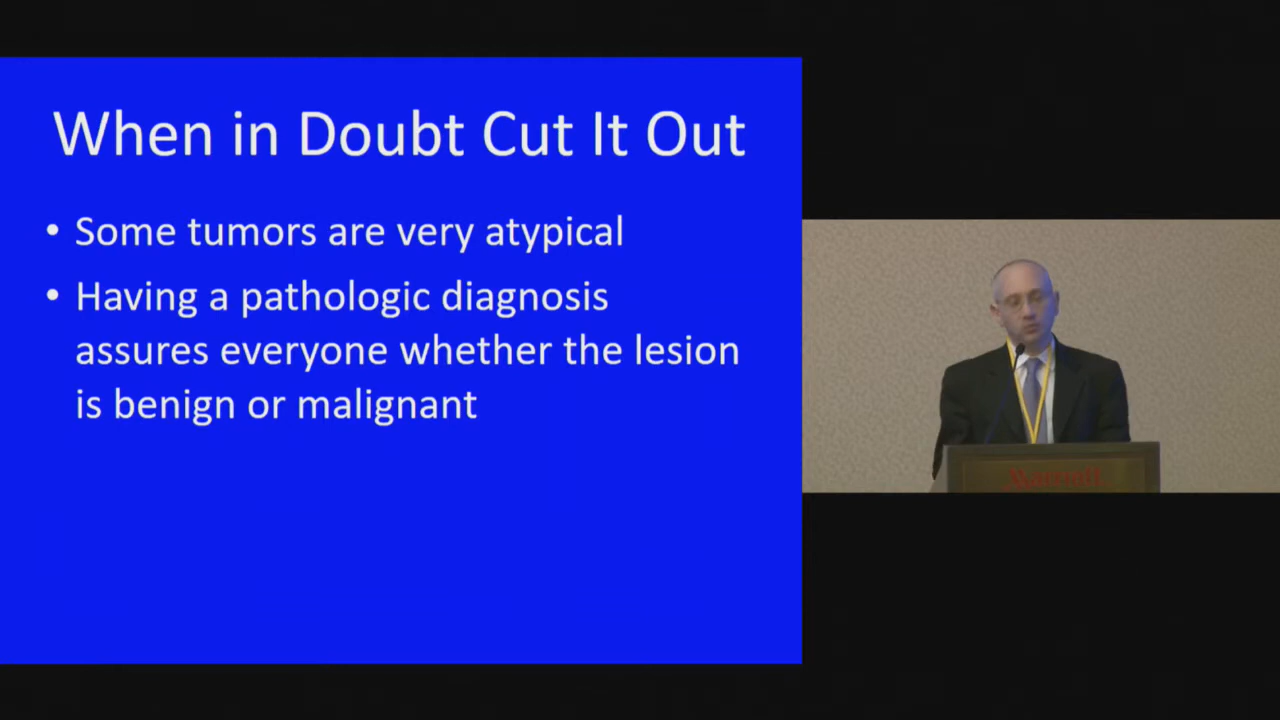 When in Doubt Cut It Out
• Some tumors are very atypical
• Having a pathologic diagnosis
assures everyone whether the lesion
is benign or malignant
Marriott